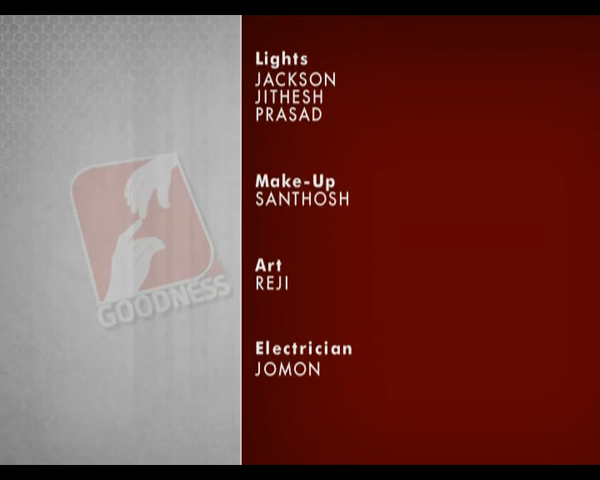 Lights
JACKSON
JITHESH
PRASAD
Make-Up
SANTHOSH
Art
REJI
Electrician
JOMON
GOODNESS